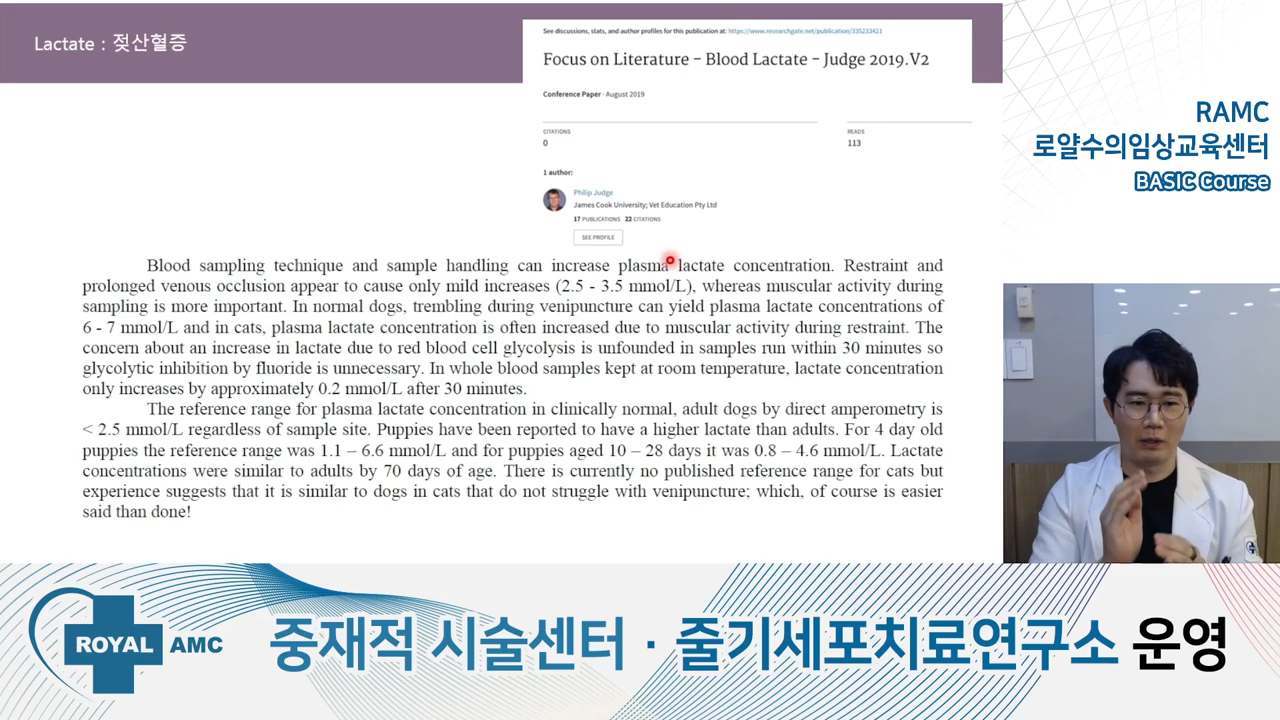 Lactate : 젖산혈증
See discussions, stats, and author profiles for this publication at: https://www.researchgate.net/publication/335233421
Focus on Literature - Blood Lactate - Judge 2019.V2
Conference Paper · August 2019
CITATIONS
0
READS
113
1 author:
Philip Judge
James Cook University; Vet Education Pty Ltd
17 PUBLICATIONS 22 CITATIONS
SEE PROFILE
Blood sampling technique and sample handling can increase plasma lactate concentration. Restraint and
prolonged venous occlusion appear to cause only mild increases (2.5 - 3.5 mmol/L), whereas muscular activity during
sampling is more important. In normal dogs, trembling during venipuncture can yield plasma lactate concentrations of
6 - 7 mmol/L and in cats, plasma lactate concentration is often increased due to muscular activity during restraint. The
concern about an increase in lactate due to red blood cell glycolysis is unfounded in samples run within 30 minutes so
glycolytic inhibition by fluoride is unnecessary. In whole blood samples kept at room temperature, lactate concentration
only increases by approximately 0.2 mmol/L after 30 minutes.
The reference range for plasma lactate concentration in clinically normal, adult dogs by direct amperometry is
< 2.5 mmol/L regardless of sample site. Puppies have been reported to have a higher lactate than adults. For 4 day old
puppies the reference range was 1.1 – 6.6 mmol/L and for puppies aged 10 – 28 days it was 0.8 – 4.6 mmol/L. Lactate
concentrations were similar to adults by 70 days of age. There is currently no published reference range for cats but
experience suggests that it is similar to dogs in cats that do not struggle with venipuncture; which, of course is easier
said than done!
RAMC
로얄수의임상교육센터
BASIC Course
ROYAL AMC
중재적 시술센터 · 줄기세포치료연구소 운영